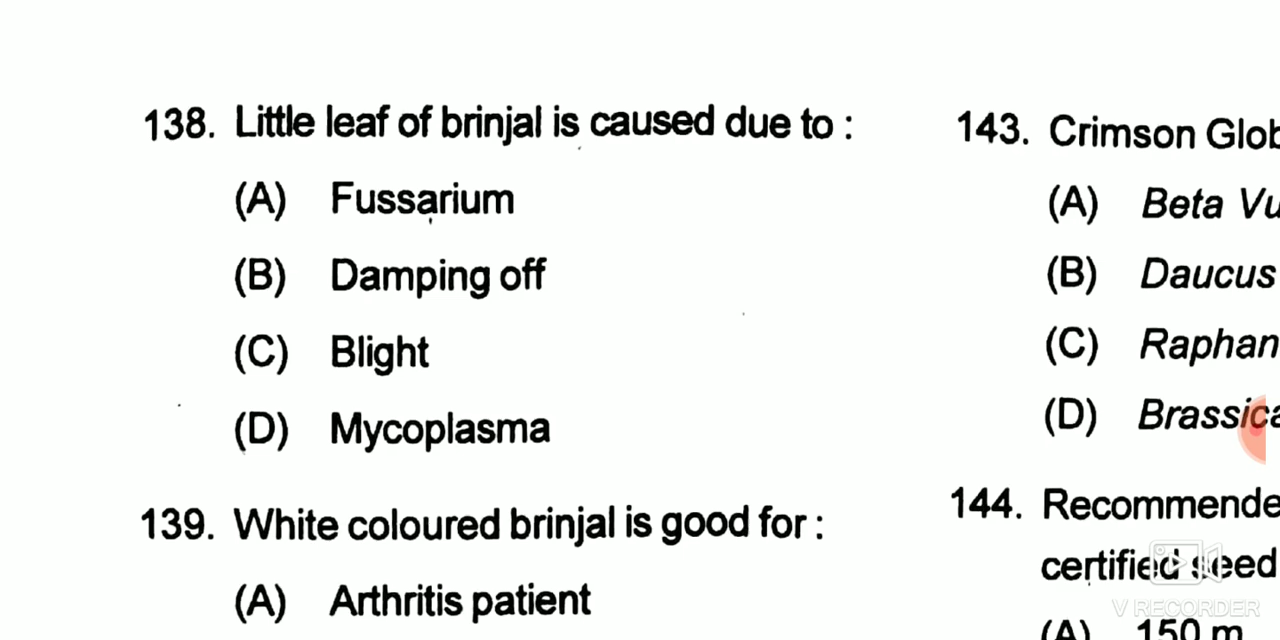 138. Little leaf of brinjal is caused due to :
(A) Fussarium
(B) Damping off
(C) Blight
(D) Mycoplasma
139. White coloured brinjal is good for :
(A) Arthritis patient
143. Crimson Glob
(A) Beta Vu
(B) Daucus
(C) Raphan
(D) Brassica
144. Recommende
certified seed
(A) 150 m
V RECORDER